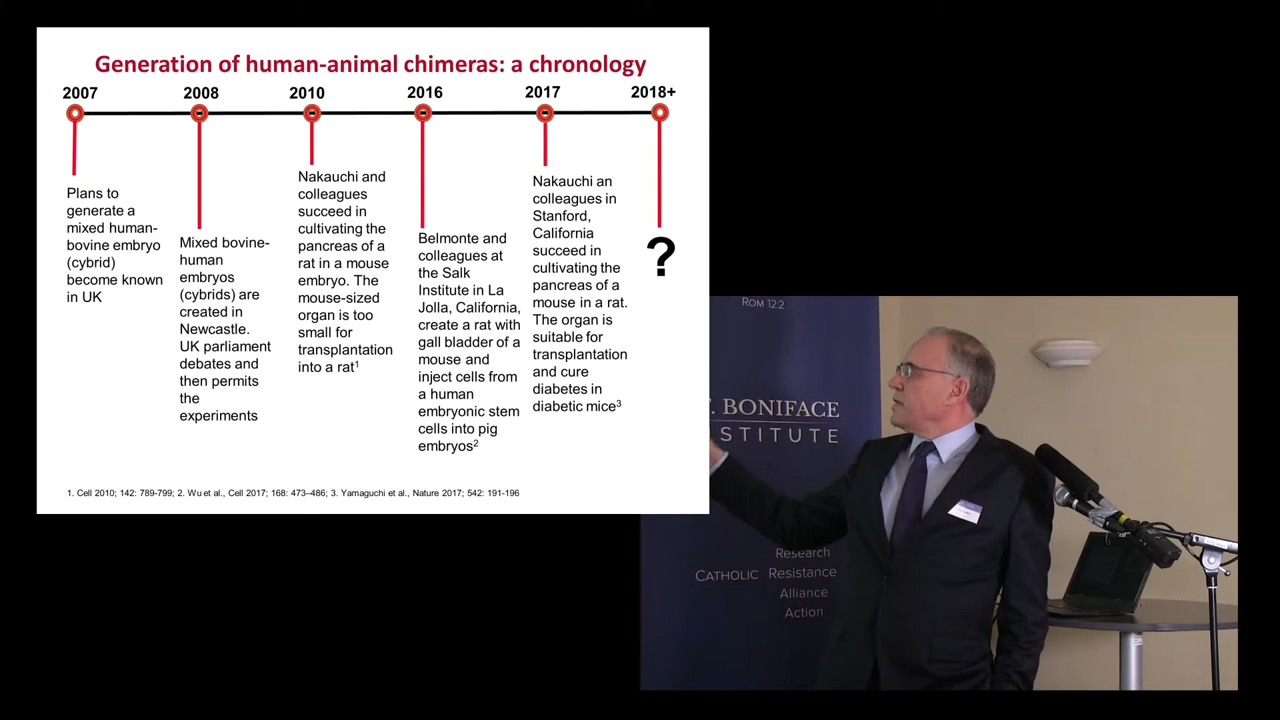 Generation of human-animal chimeras: a chronology
2007
2008
2010
2016
2017
2018+
Plans to
generate a
mixed human-
bovine embryo
(cybrid)
become known
in UK
Mixed bovine-
human
embryos
(cybrids) are
created in
Newcastle.
UK parliament
debates and
then permits
the
experiments
Nakauchi and
colleagues
succeed in
cultivating the
pancreas of a
rat in a mouse
embryo. The
mouse-sized
organ is too
small for
transplantation
into a rat¹
Belmonte and
colleagues at
the Salk
Institute in La
Jolla, California,
create a rat with
gall bladder of a
mouse and
inject cells from
a human
embryonic stem
cells into pig
embryos²
Nakauchi an
colleagues in
Stanford,
California
succeed in
cultivating the
pancreas of a
mouse in a rat.
The organ is
suitable for
transplantation
and cure
diabetes in
diabetic mice³
?
1. Cell 2010; 142: 789-799; 2. Wu et al., Cell 2017; 168: 473–486; 3. Yamaguchi et al., Nature 2017; 542: 191-196
ROM 12:2
T. BONIFACE
STITUTE
Research
CATHOLIC Resistance
Alliance
Action